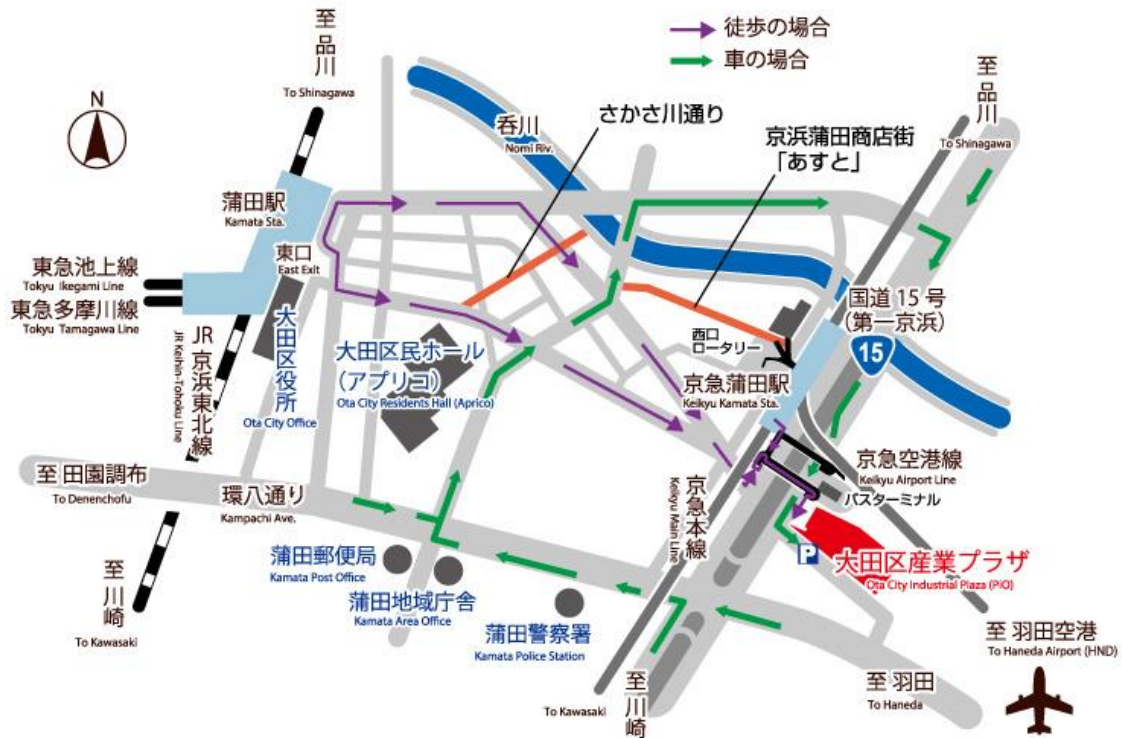 徒歩の場合
車の場合
N
至 品川
To Shinagawa
さかさ川通り
呑川
Nomi Riv.
京浜蒲田商店街
「あすと」
至 品川
To Shinagawa
蒲田駅
Kamata Sta.
東口
East Exit
東急池上線
Tokyu Ikegami Line
東急多摩川線
Tokyu Tamagawa Line
JR 京浜東北線
JR Keihin-Tohoku Line
大田区役所
Ota City Office
大田区民ホール
(アプリコ)
Ota City Residents Hall (Aprico)
西口
ロータリー
京急蒲田駅
Keikyu Kamata Sta.
国道 15 号
(第一京浜)
15
京急空港線
Keikyu Airport Line
バスターミナル
至 田園調布
To Denenchofu
環八通り
Kampachi Ave.
京急本線
Keikyu Main Line
P
大田区産業プラザ
Ota City Industrial Plaza (PiO)
蒲田郵便局
Kamata Post Office
蒲田地域庁舎
Kamata Area Office
蒲田警察署
Kamata Police Station
至 川崎
To Kawasaki
至 川崎
To Kawasaki
至 羽田
To Haneda
至 羽田空港
To Haneda Airport (HND)